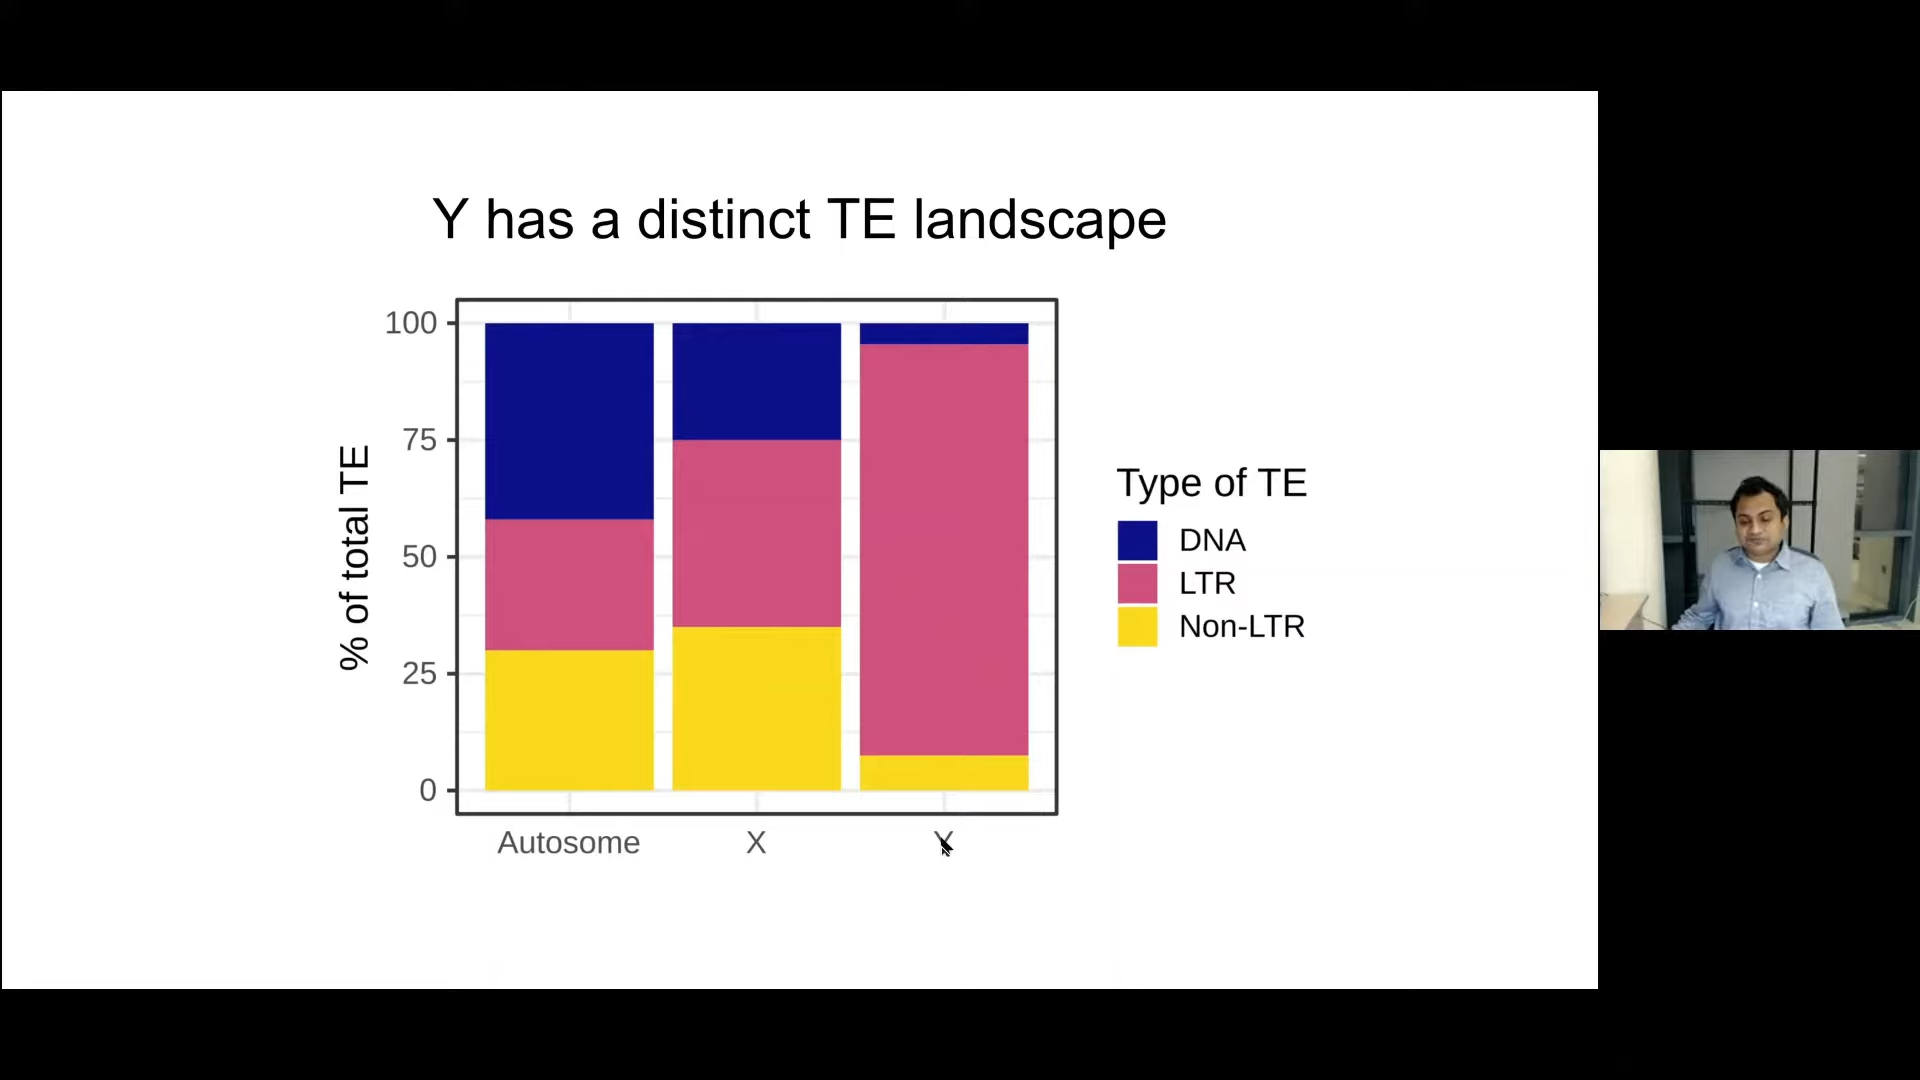 Y has a distinct TE landscape
% of total TE
100
75
50
25
0
Autosome
X
Y
Type of TE
DNA
LTR
Non-LTR